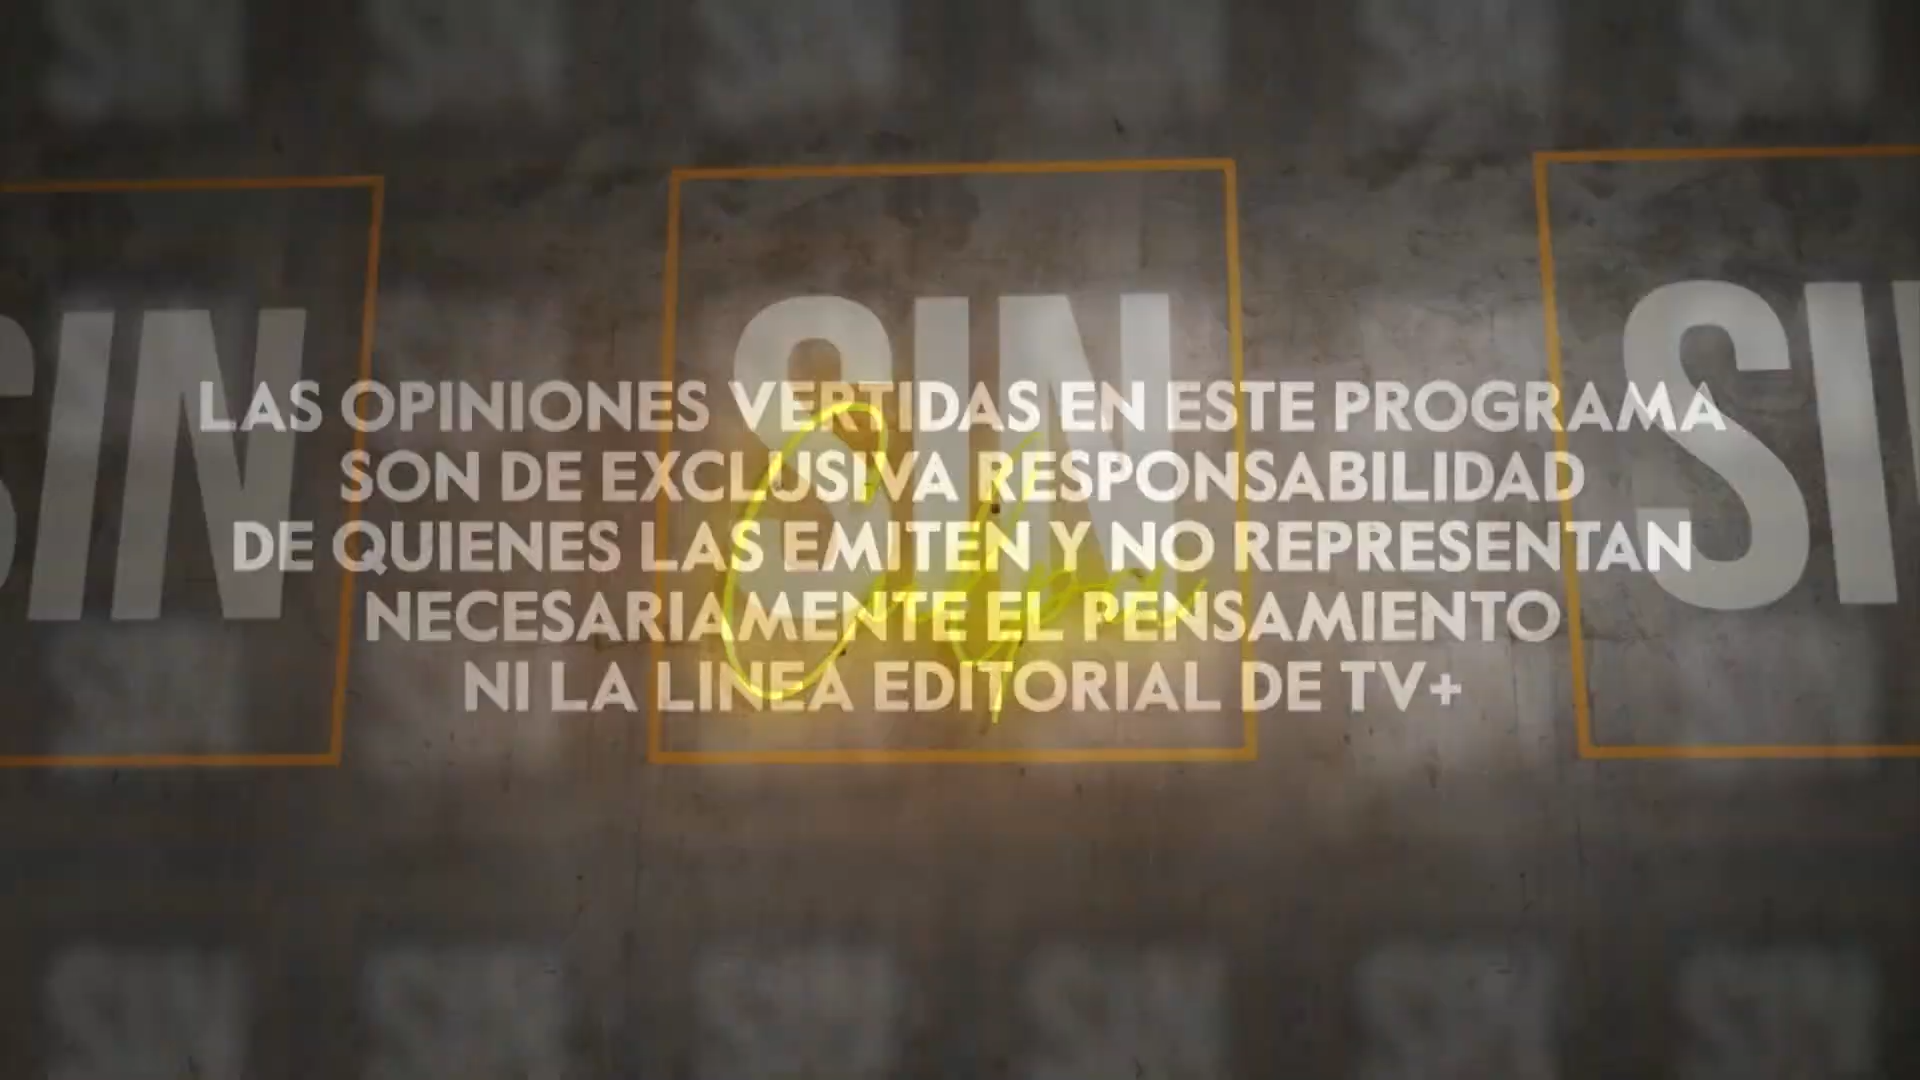 LAS OPINIONES VERTIDAS EN ESTE PROGRAMA
SON DE EXCLUSIVA RESPONSABILIDAD
DE QUIENES LAS EMITEN Y NO REPRESENTAN
NECESARIAMENTE EL PENSAMIENTO
NI LA LINEA EDITORIAL DE TV+
SIN
SIN
Culpa